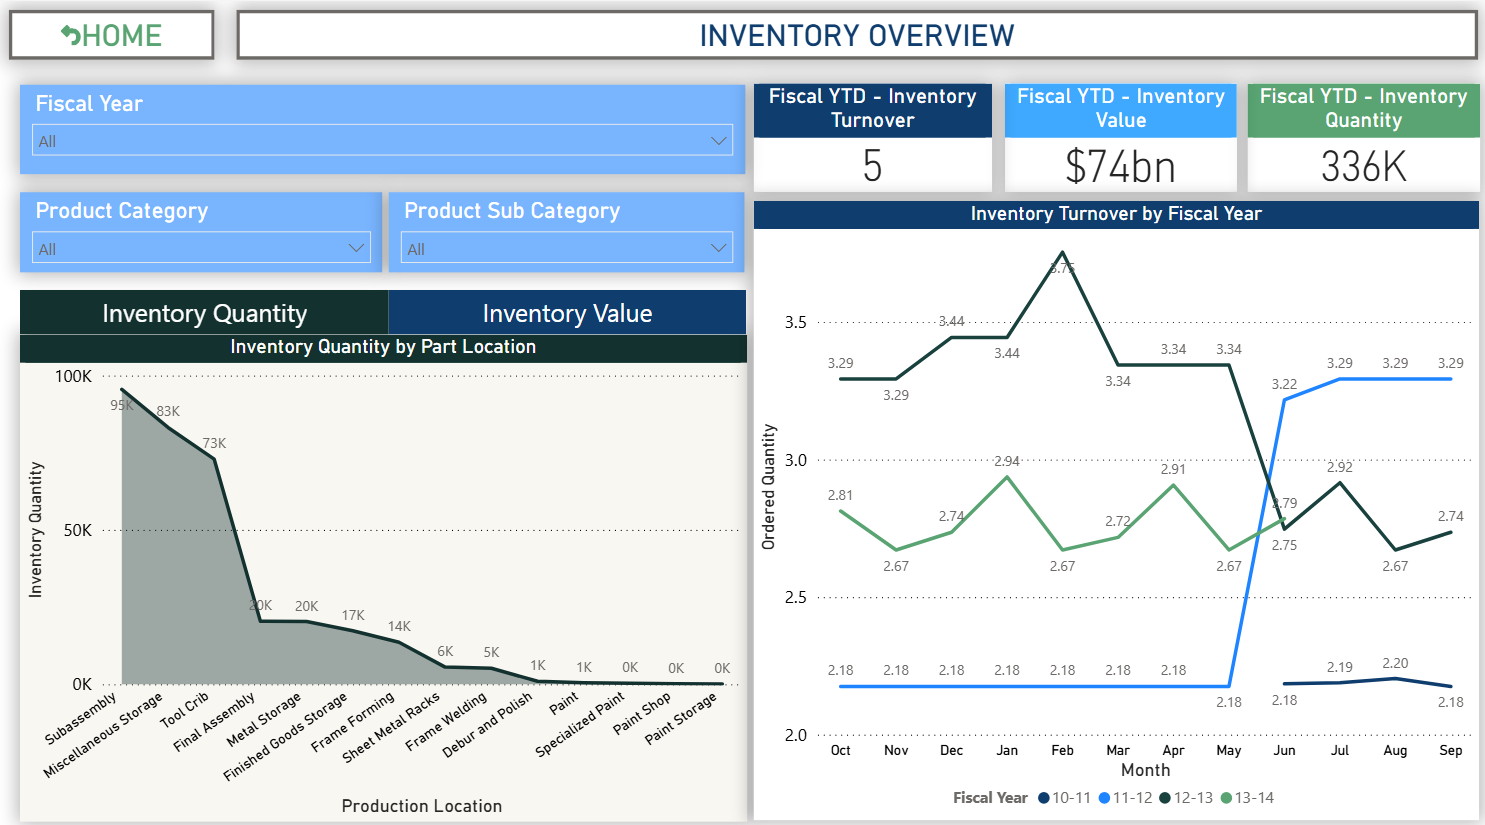 HOME
INVENTORY OVERVIEW
Fiscal Year
All
Product Category
All
Product Sub Category
All
Fiscal YTD - Inventory
Turnover
5
Fiscal YTD - Inventory
Value
$74bn
Fiscal YTD - Inventory
Quantity
336K
Inventory Quantity
Inventory Value
Inventory Quantity by Part Location
Inventory Quantity
100K
50K
0K
95K
83K
73K
20K
20K
17K
14K
6K
5K
1K
1K
0K
0K
0K
Subassembly
Miscellaneous Storage
Tool Crib
Final Assembly
Metal Storage
Finished Goods Storage
Frame Forming
Sheet Metal Racks
Frame Welding
Debur and Polish
Paint
Specialized Paint
Paint Shop
Paint Storage
Production Location
Inventory Turnover by Fiscal Year
Ordered Quantity
3.5
3.0
2.5
2.0
3.29
3.29
3.44
3.44
3.75
3.34
3.34
3.34
2.75
2.92
2.67
2.74
3.22
3.29
3.29
3.29
2.81
2.67
2.74
2.94
2.67
2.72
2.91
2.67
2.79
2.18
2.18
2.18
2.18
2.18
2.18
2.18
2.18
2.18
2.19
2.20
2.18
Oct
Nov
Dec
Jan
Feb
Mar
Apr
May
Jun
Jul
Aug
Sep
Month
Fiscal Year
10-11
11-12
12-13
13-14